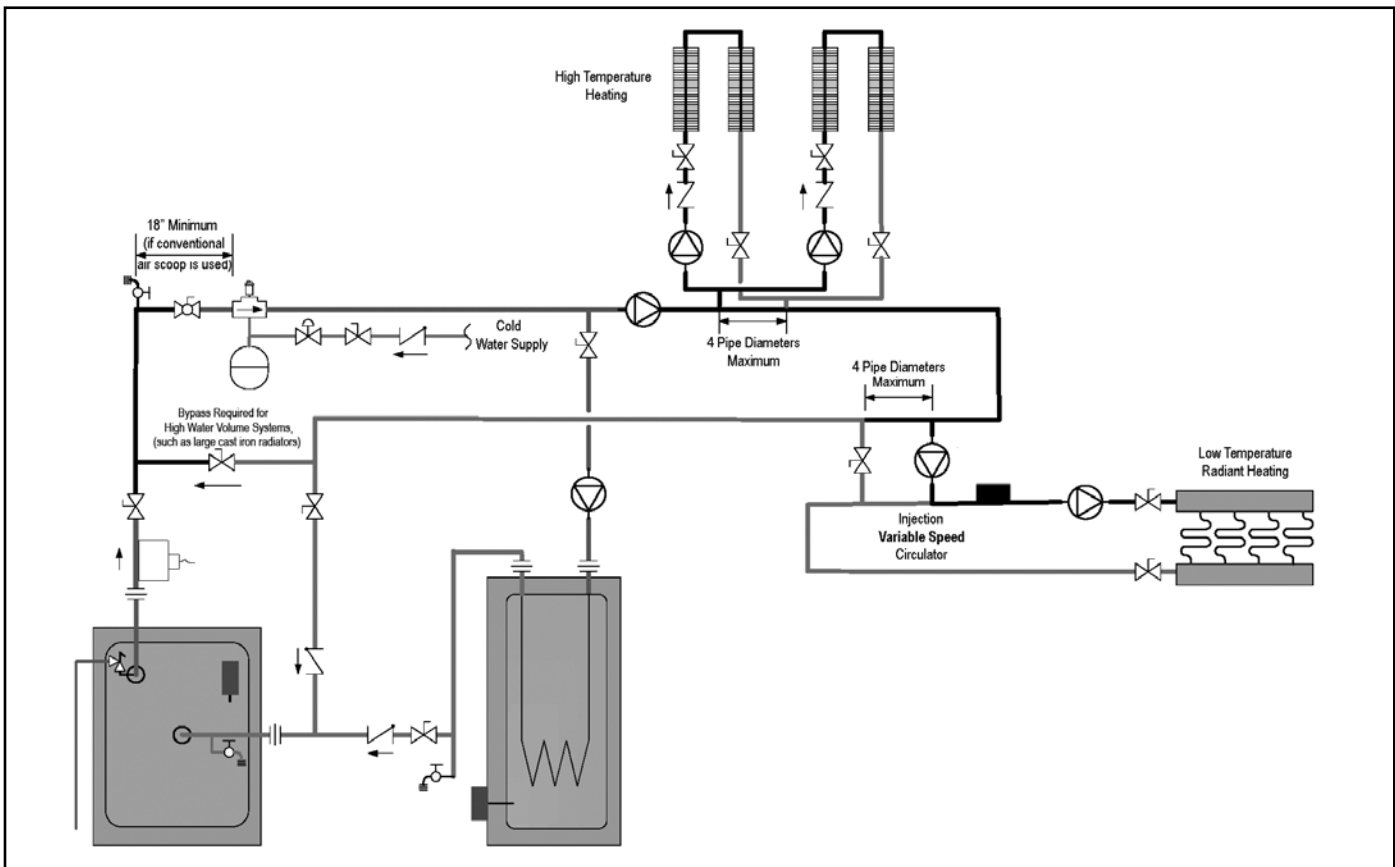 High Temperature
Heating
18" Minimum
(if conventional
air scoop is used)
Cold
Water Supply
4 Pipe Diameters
Maximum
4 Pipe Diameters
Maximum
Bypass Required for
High Water Volume Systems,
(such as large cast iron radiators)
Low Temperature
Radiant Heating
Injection
Variable Speed
Circulator